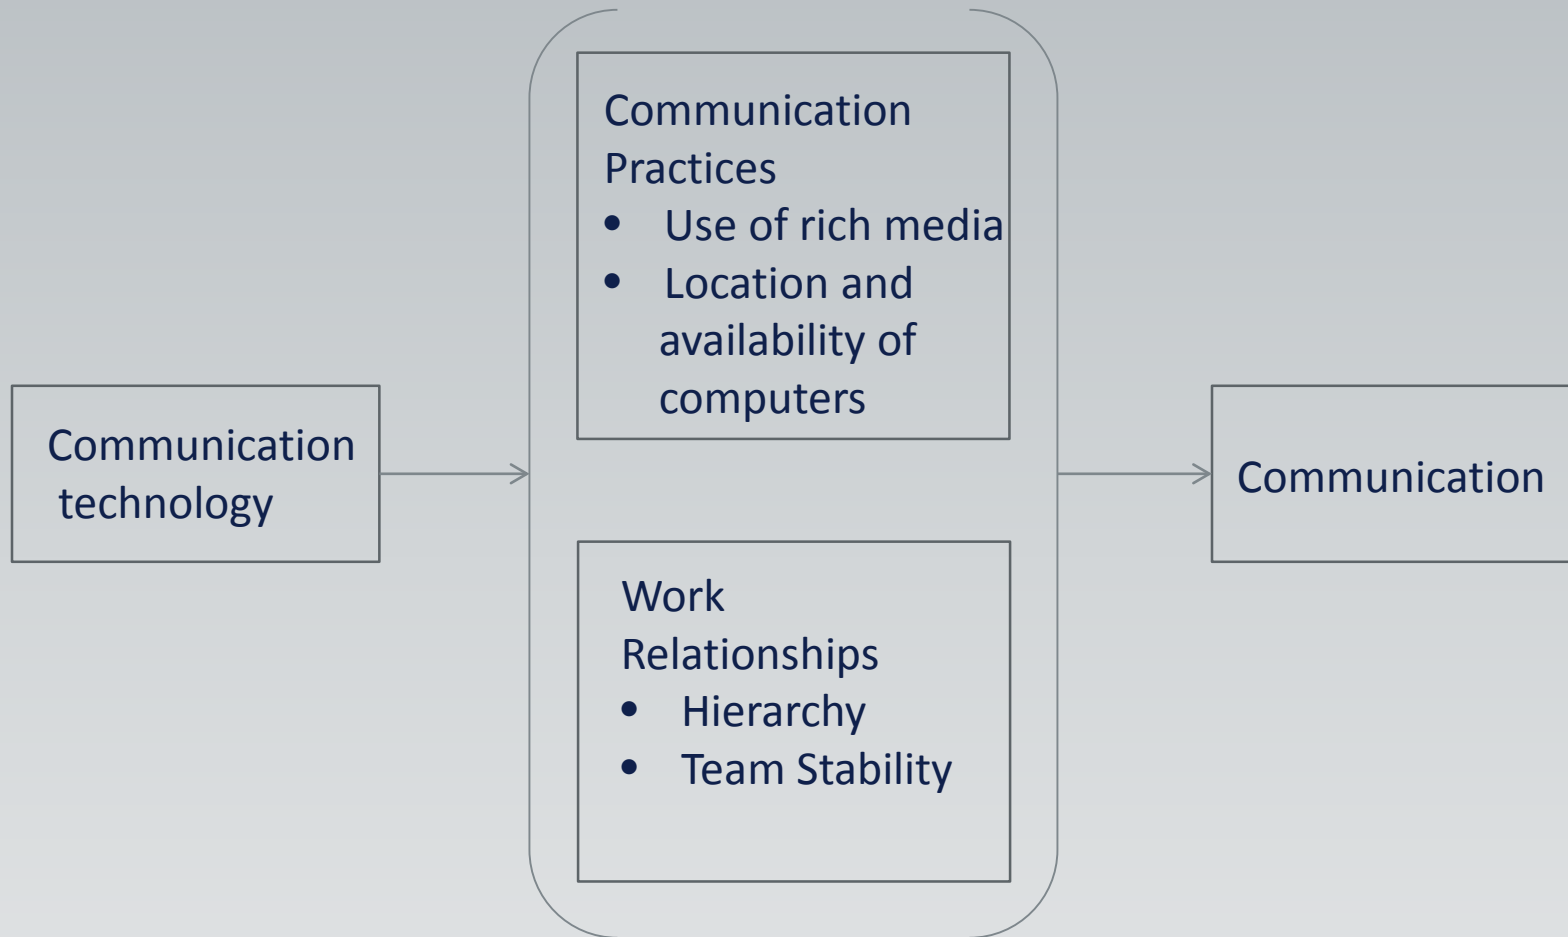 Communication
Practices
• Use of rich media
• Location and
availability of
computers
Communication
technology
Communication
Work
Relationships
• Hierarchy
• Team Stability